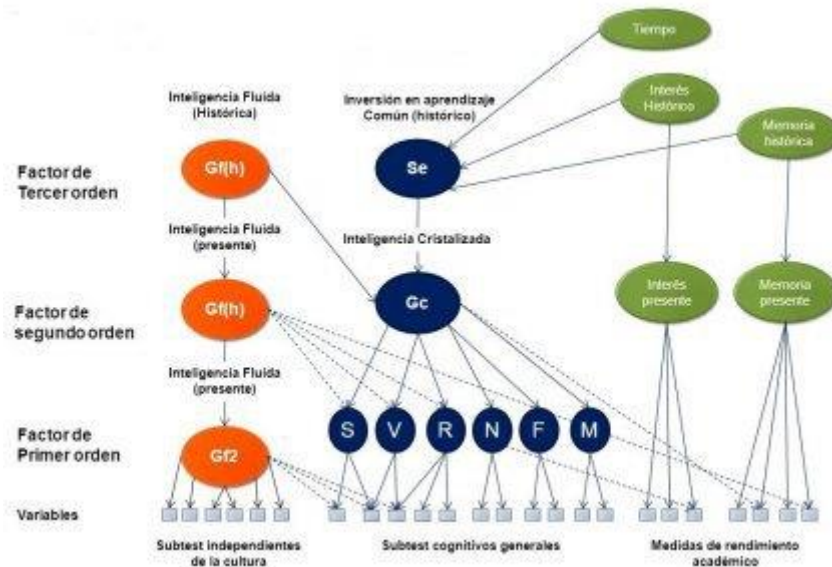 Tiempo
Inteligencia Fluida
(Histórica)
Inversión en aprendizaje
Común (histórico)
Interés
Histórico
Memoria
histórica
Factor de
Tercer orden
Gf(h)
Se
Inteligencia Fluida
(presente)
Inteligencia Cristalizada
Factor de
segundo orden
Gf(h)
Gc
Interés
presente
Memoria
presente
Inteligencia Fluida
(presente)
Factor de
Primer orden
Gf2
S
V
R
N
F
M
Variables
Subtest independientes
de la cultura
Subtest cognitivos generales
Medidas de rendimiento
académico